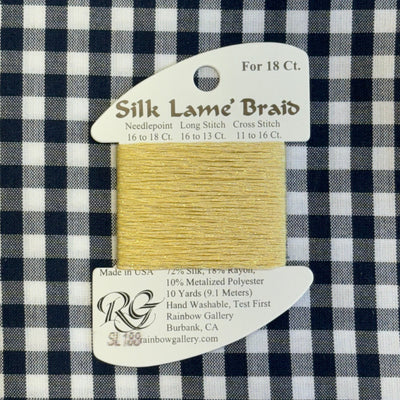 For 18 Ct.
Silk Lame' Braid
Needlepoint Long Stitch Cross Stitch
16 to 18 Ct. 16 to 13 Ct. 11 to 16 Ct.
Made in USA 72% Silk, 18% Rayon,
10% Metalized Polyester
10 Yards (9.1 Meters)
Hand Washable, Test First
Rainbow Gallery
Burbank, CA
rainbowgallery.com
RG
SL188